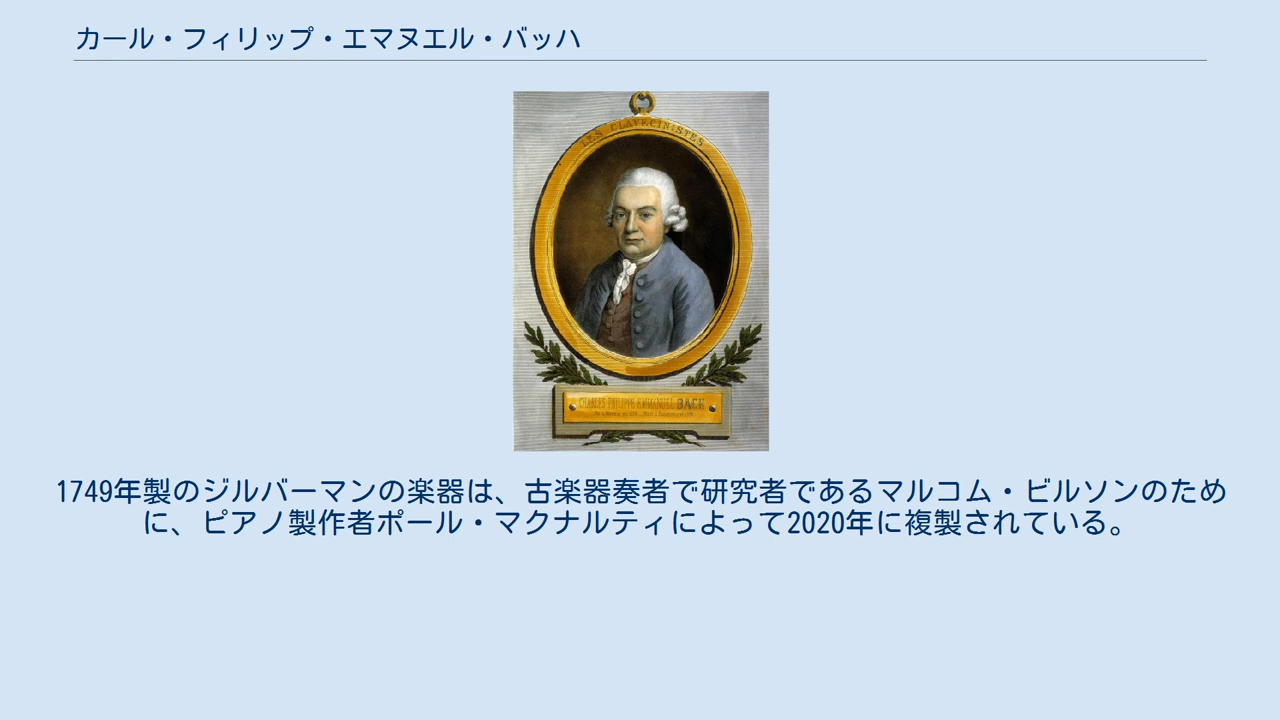 カール・フィリップ・エマヌエル・バッハ
LES CLAVECINISTES
CHARLES PHILIPPE EMMANUEL BACH
1749年製のジルバーマンの楽器は、古楽器奏者で研究者であるマルコム・ビルソンのため
に、ピアノ製作者ポール・マクナルティによって2020年に複製されている。